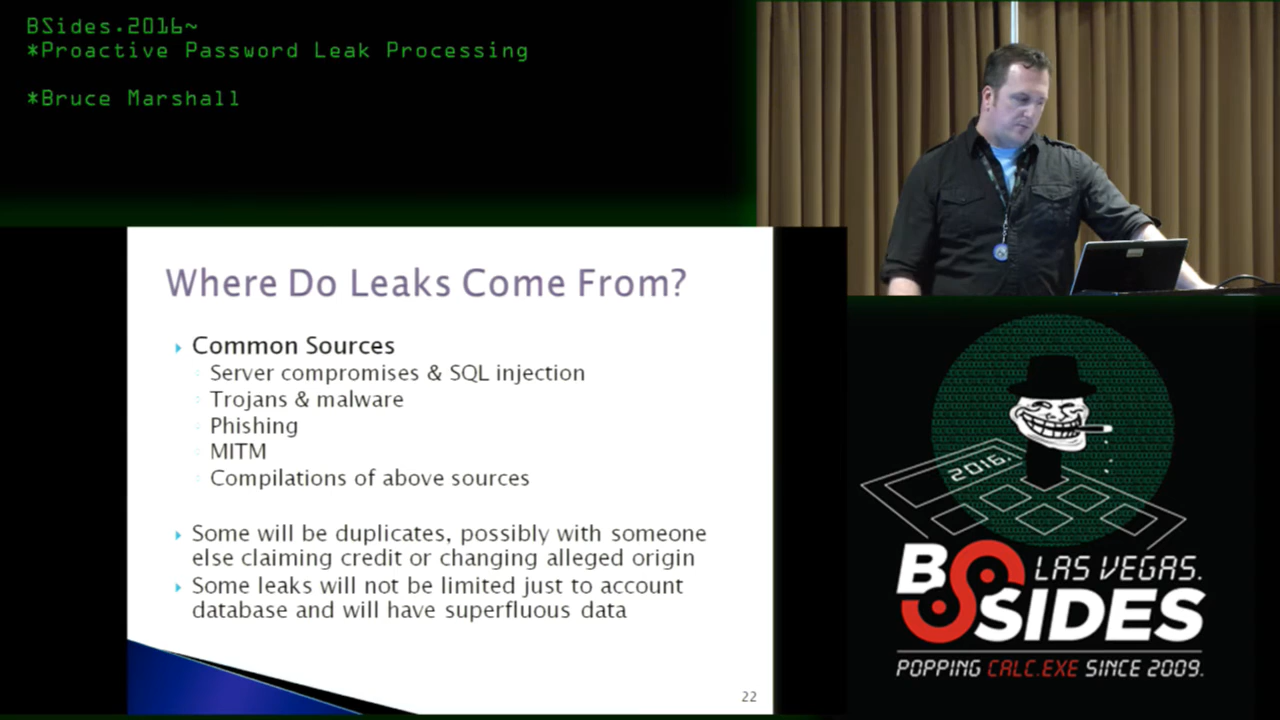 BSides.2016~
*Proactive Password Leak Processing
*Bruce Marshall
Where Do Leaks Come From?
Common Sources
Server compromises & SQL injection
Trojans & malware
Phishing
MITM
Compilations of above sources
Some will be duplicates, possibly with someone
else claiming credit or changing alleged origin
Some leaks will not be limited just to account
database and will have superfluous data
22
2016.
BSIDES
LAS VEGAS.
POPPING CALC.EXE SINCE 2009.